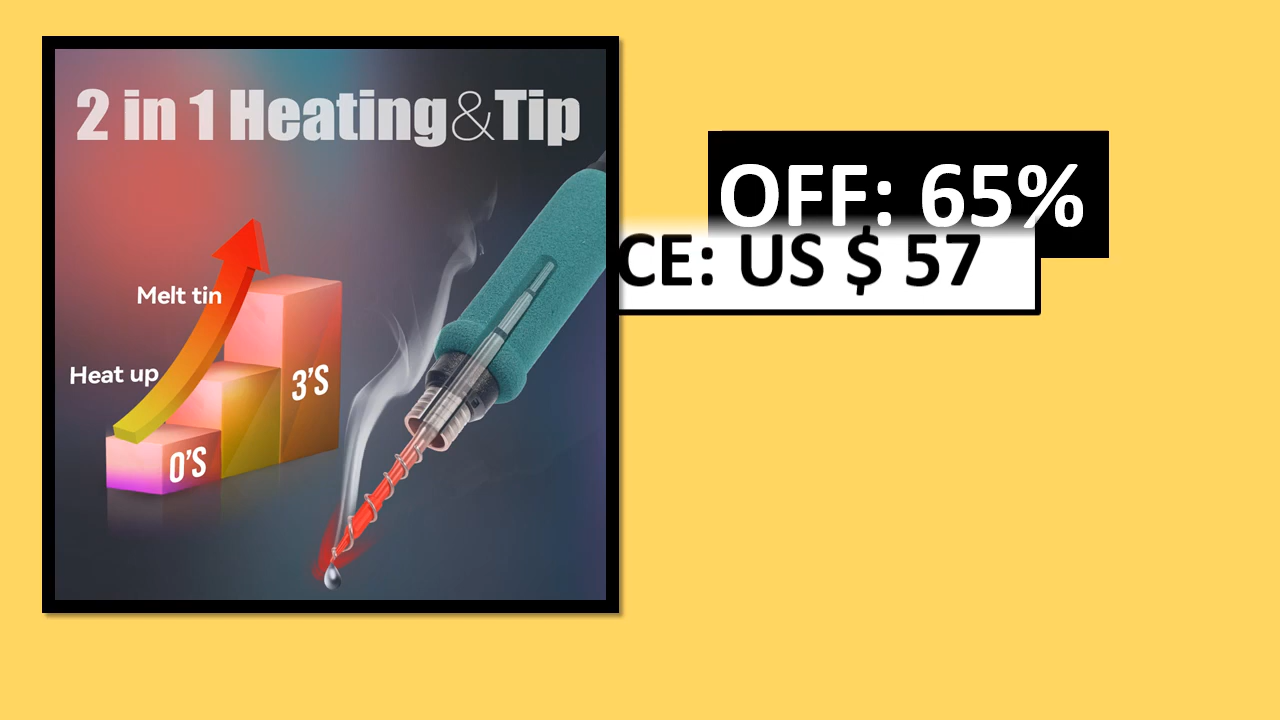 2 in 1 Heating&Tip
OFF: 65%
CE: US $ 57
Melt tin
Heat up
3'S
0'S